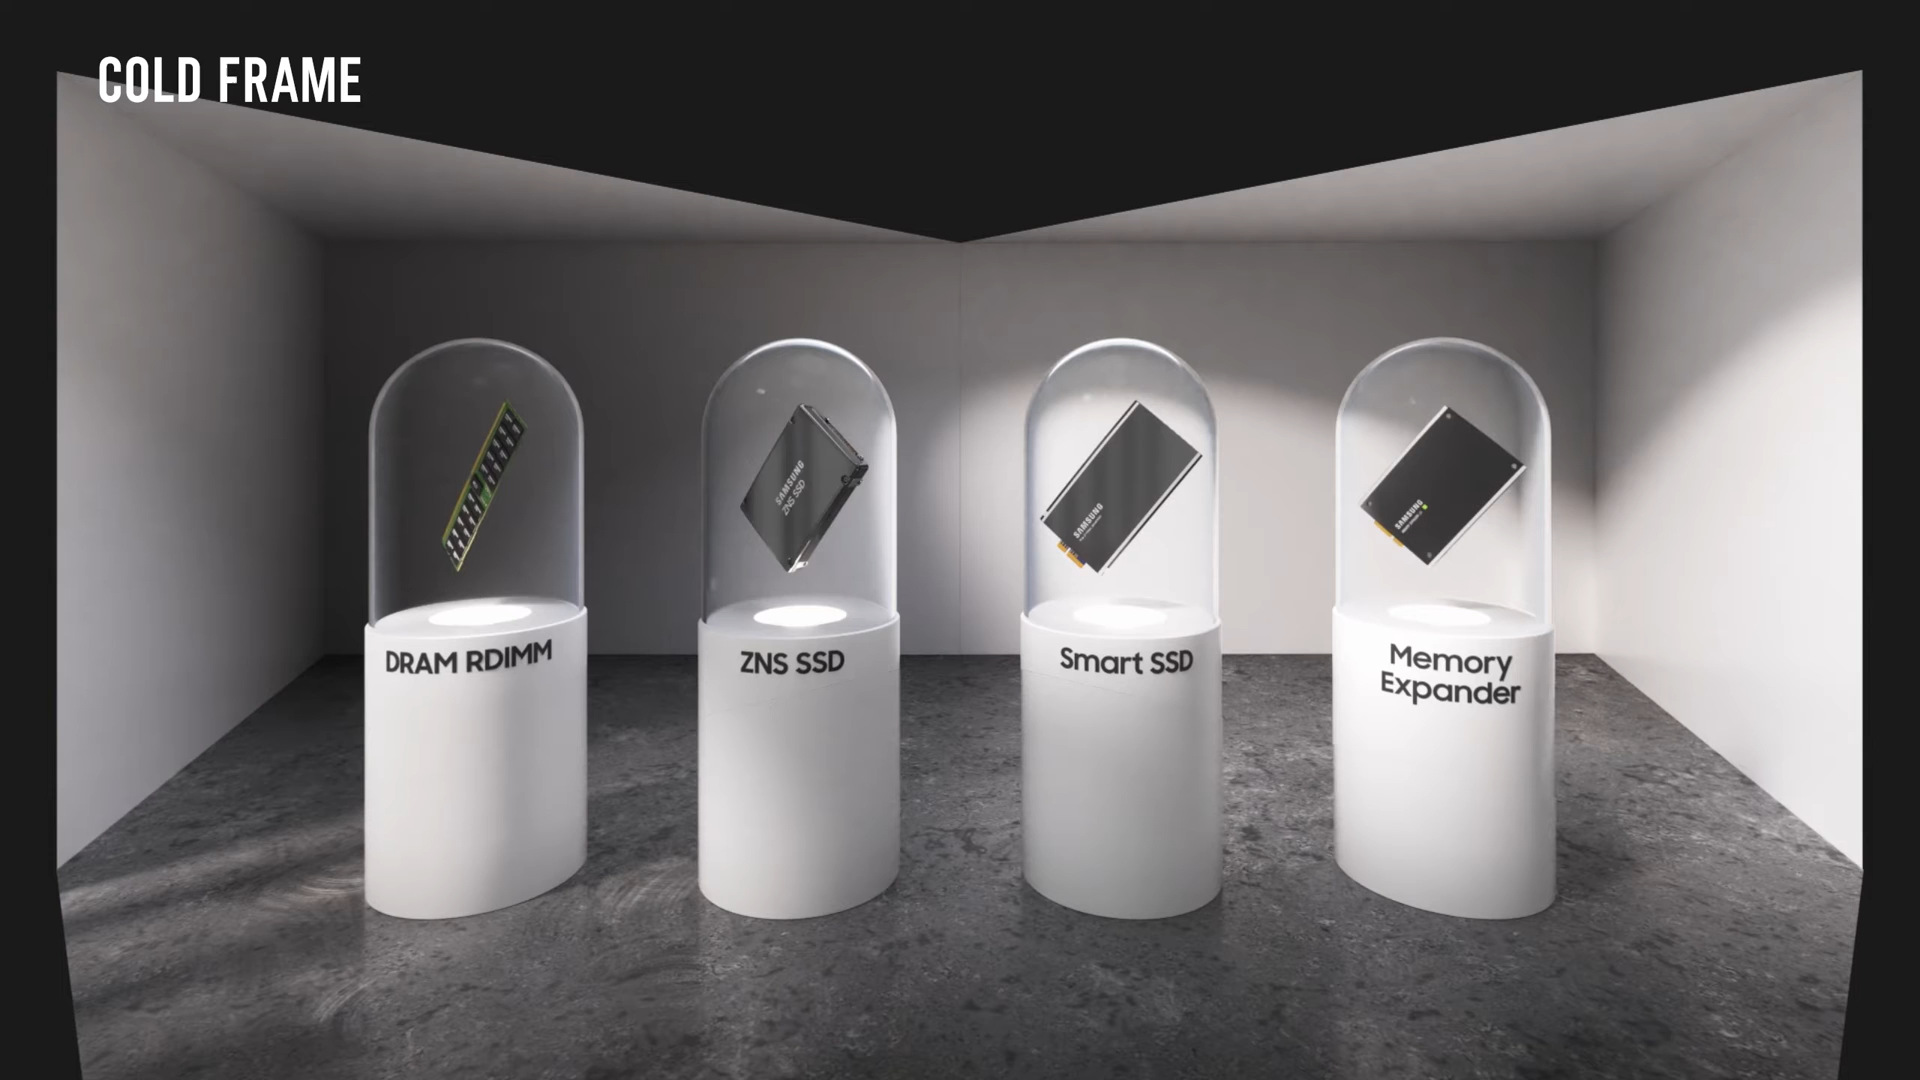 COLD FRAME
SAMSUNG
ZNS SSD
SAMSUNG
SAMSUNG
DRAM RDIMM
ZNS SSD
Smart SSD
Memory
Expander